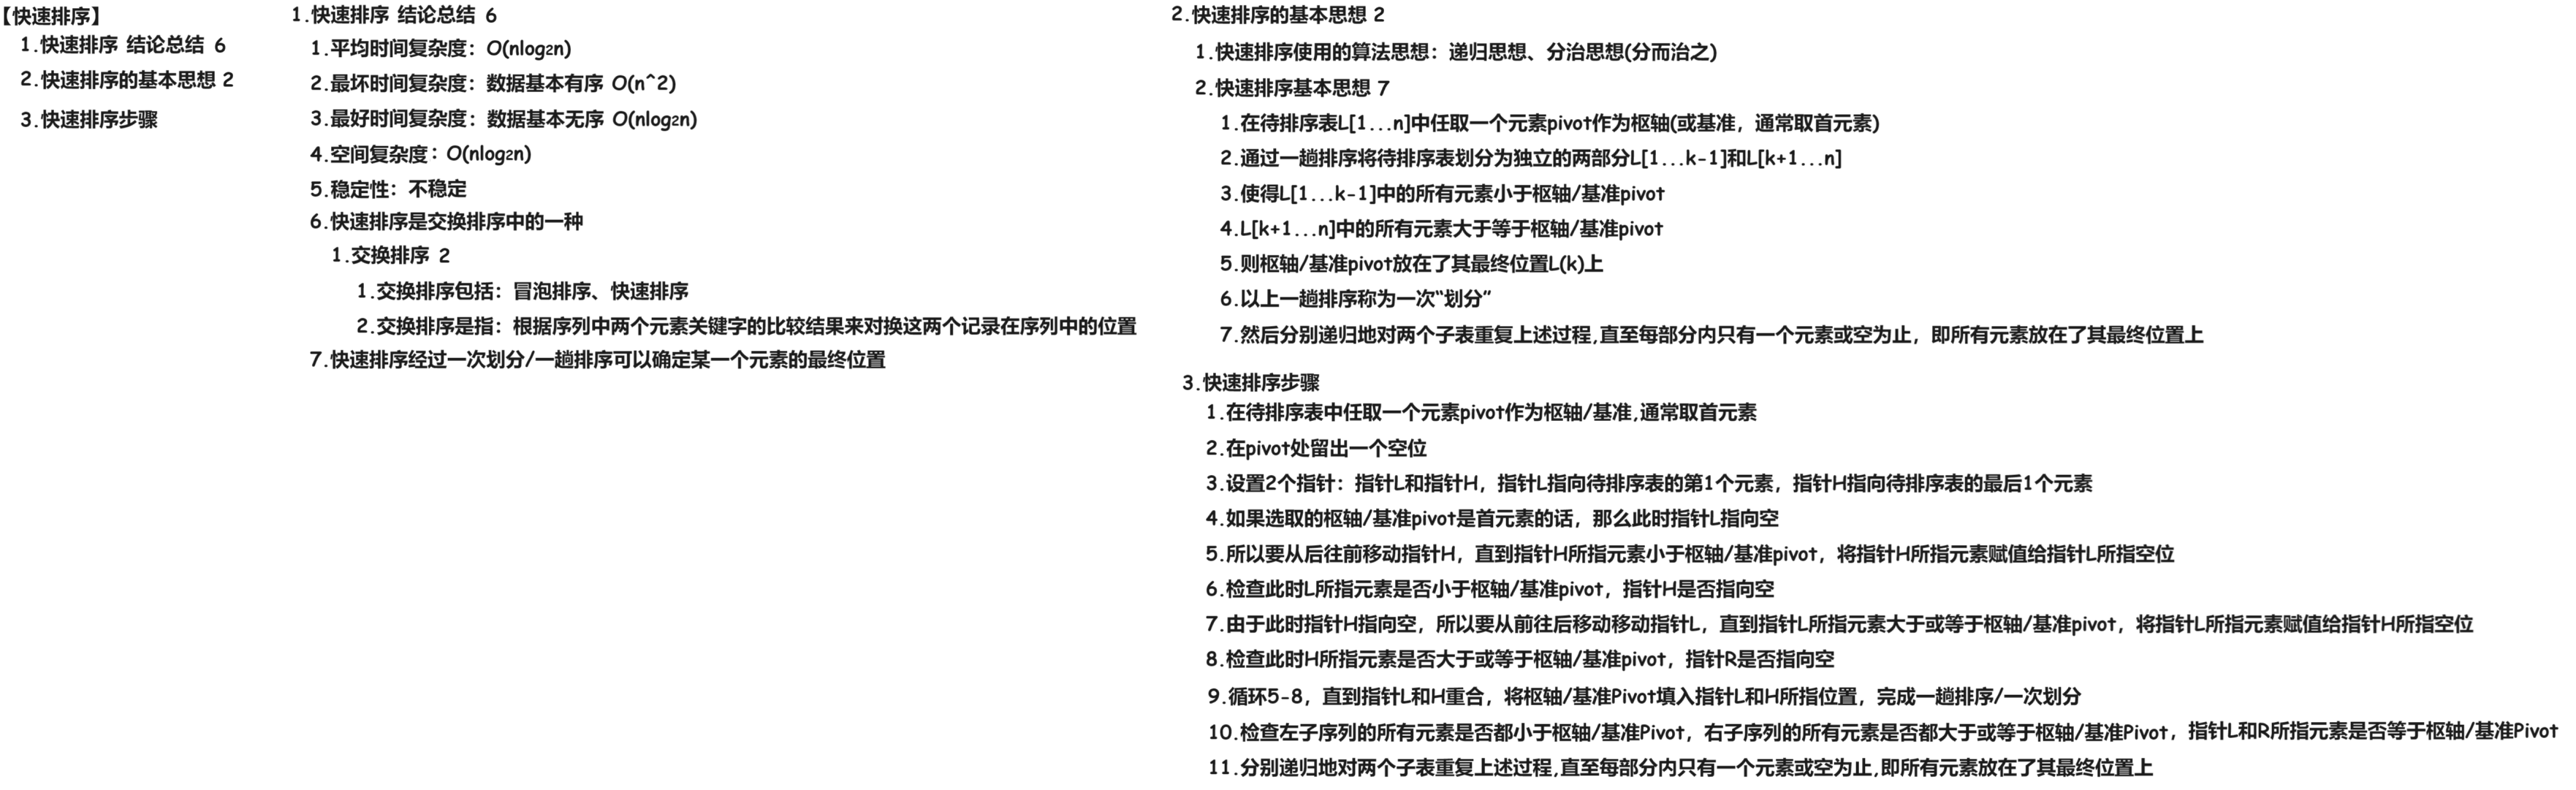 【快速排序】
1.快速排序 结论总结 6
2.快速排序的基本思想 2
3.快速排序步骤
1.快速排序 结论总结 6
1.平均时间复杂度：O(nlog2n)
2.最坏时间复杂度：数据基本有序 O(n^2)
3.最好时间复杂度：数据基本无序 O(nlog2n)
4.空间复杂度：O(nlog2n)
5.稳定性：不稳定
6.快速排序是交换排序中的一种
1.交换排序 2
1.交换排序包括：冒泡排序、快速排序
2.交换排序是指：根据序列中两个元素关键字的比较结果来对换这两个记录在序列中的位置
7.快速排序经过一次划分/一趟排序可以确定某一个元素的最终位置
2.快速排序的基本思想 2
1.快速排序使用的算法思想：递归思想、分治思想(分而治之)
2.快速排序基本思想 7
1.在待排序表L[1...n]中任取一个元素pivot作为枢轴(或基准，通常取首元素)
2.通过一趟排序将待排序表划分为独立的两部分L[1...k-1]和L[k+1...n]
3.使得L[1...k-1]中的所有元素小于枢轴/基准pivot
4.L[k+1...n]中的所有元素大于等于枢轴/基准pivot
5.则枢轴/基准pivot放在了其最终位置L(k)上
6.以上一趟排序称为一次“划分”
7.然后分别递归地对两个子表重复上述过程,直至每部分内只有一个元素或空为止，即所有元素放在了其最终位置上
3.快速排序步骤
1.在待排序表中任取一个元素pivot作为枢轴/基准,通常取首元素
2.在pivot处留出一个空位
3.设置2个指针：指针L和指针H，指针L指向待排序表的第1个元素，指针H指向待排序表的最后1个元素
4.如果选取的枢轴/基准pivot是首元素的话，那么此时指针L指向空
5.所以要从后往前移动指针H，直到指针H所指元素小于枢轴/基准pivot，将指针H所指元素赋值给指针L所指空位
6.检查此时L所指元素是否小于枢轴/基准pivot，指针H是否指向空
7.由于此时指针H指向空，所以要从前往后移动移动指针L，直到指针L所指元素大于或等于枢轴/基准pivot，将指针L所指元素赋值给指针H所指空位
8.检查此时H所指元素是否大于或等于枢轴/基准pivot，指针R是否指向空
9.循环5-8，直到指针L和H重合，将枢轴/基准Pivot填入指针L和H所指位置，完成一趟排序/一次划分
10.检查左子序列的所有元素是否都小于枢轴/基准Pivot，右子序列的所有元素是否都大于或等于枢轴/基准Pivot，指针L和R所指元素是否等于枢轴/基准Pivot
11.分别递归地对两个子表重复上述过程,直至每部分内只有一个元素或空为止,即所有元素放在了其最终位置上